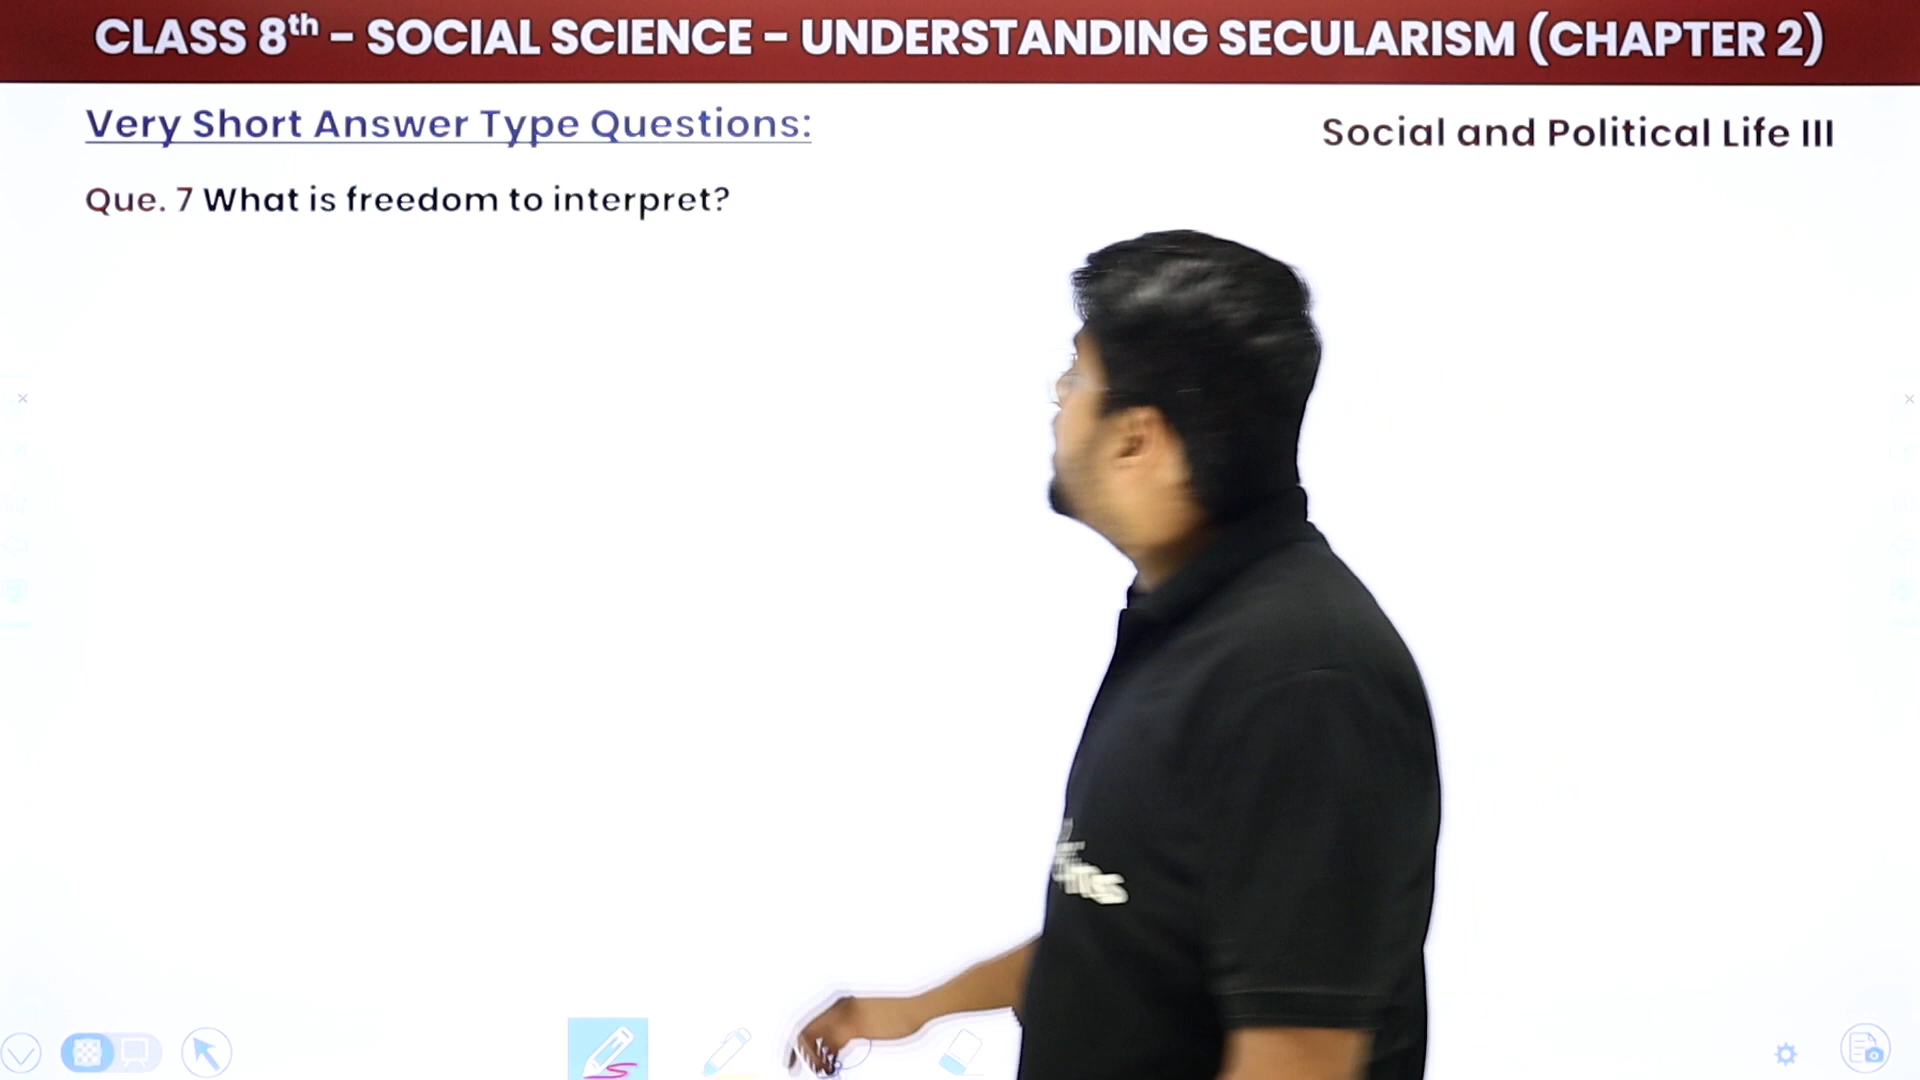 CLASS 8th – SOCIAL SCIENCE – UNDERSTANDING SECULARISM (CHAPTER 2)
Very Short Answer Type Questions:
Social and Political Life III
Que. 7 What is freedom to interpret?